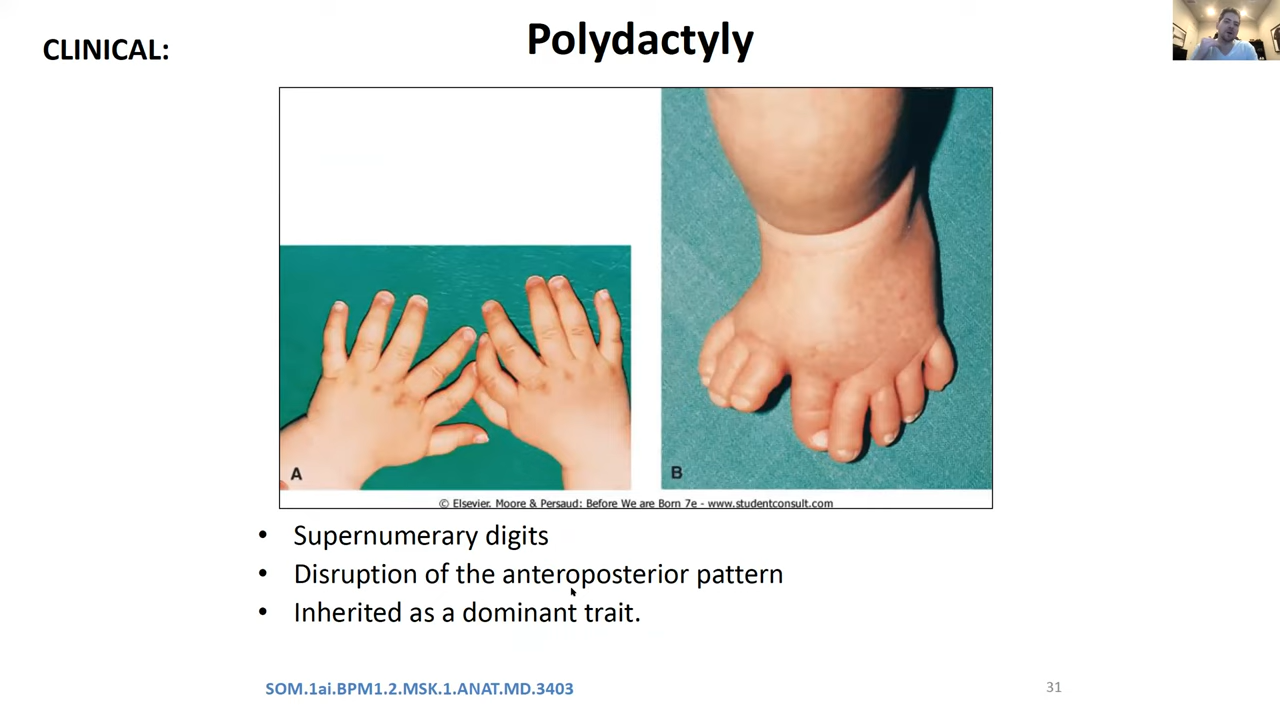 CLINICAL:
Polydactyly
A
B
© Elsevier. Moore & Persaud: Before We are Born 7e - www.studentconsult.com
• Supernumerary digits
• Disruption of the anteroposterior pattern
• Inherited as a dominant trait.
SOM.1ai.BPM1.2.MSK.1.ANAT.MD.3403
31